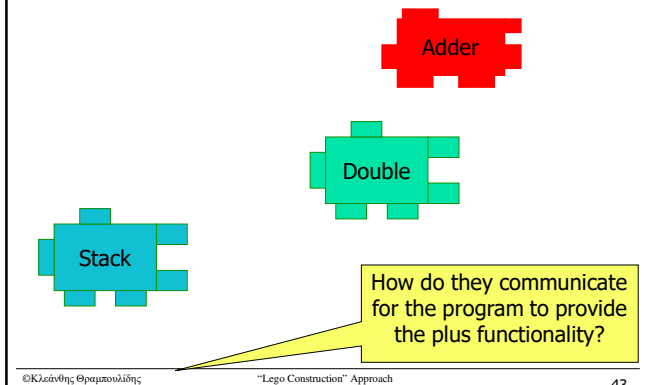 Adder
Double
Stack
How do they communicate
for the program to provide
the plus functionality?
©Κλεάνθης Θραμπουλίδης
“Lego Construction” Approach
43